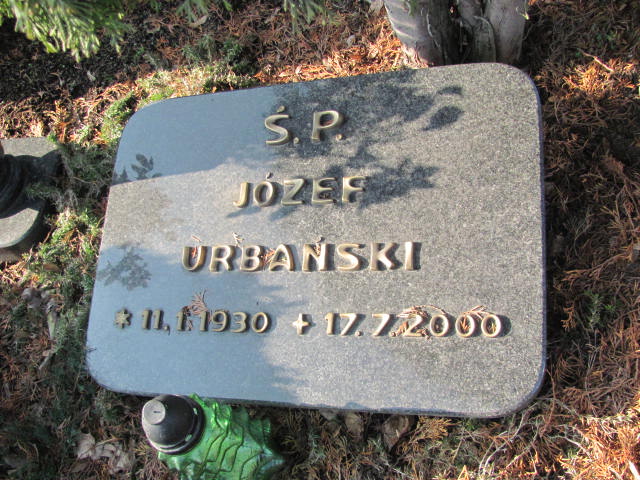 Ś.P.
JÓZEF
URBAŃSKI
* 11.1.1930 + 17.7.2000